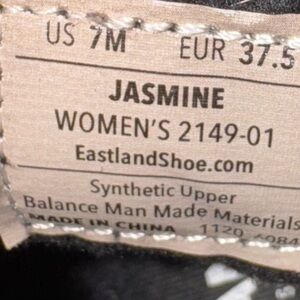 US 7M EUR 37.5
JASMINE
WOMEN'S 2149-01
EastlandShoe.com
Synthetic Upper
Balance Man Made Materials
MADE IN CHINA 1120